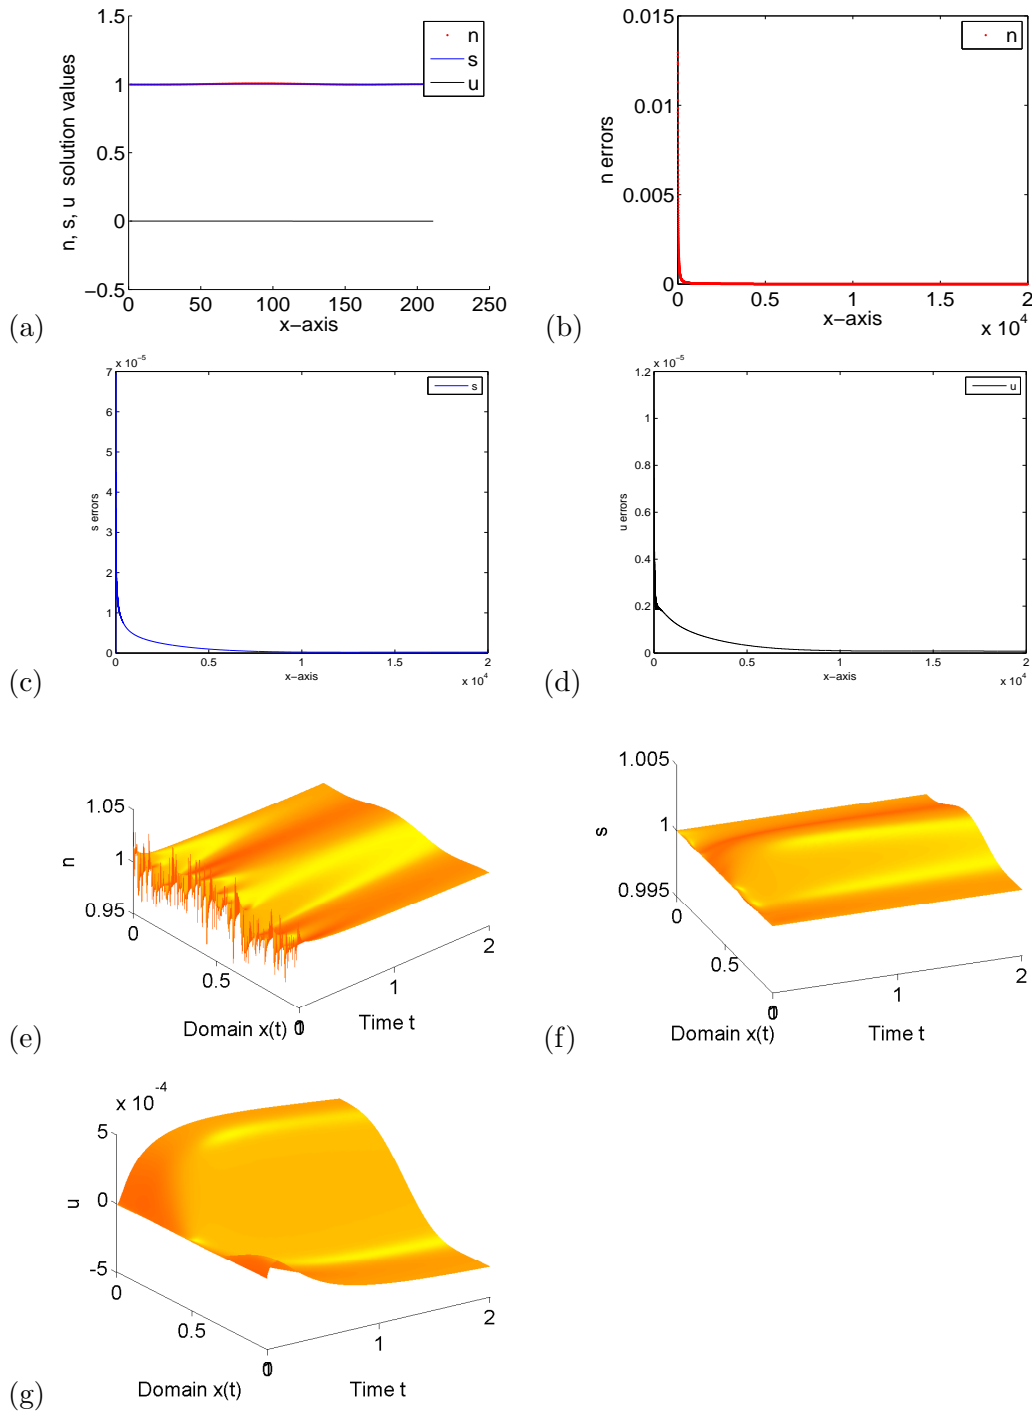 1.5
1
0.5
0
−0.5
n, s, u solution values
n
s
u
0 50 100 150 200 250
x−axis
(a)
0.015
0.01
0.005
0
n errors
n
0 0.5 1 1.5 2
x−axis
x 10⁴
(b)
x 10⁻⁵
7
6
5
4
3
2
1
0
s errors
s
0 0.5 1 1.5 2
x−axis
x 10⁴
(c)
x 10⁻⁵
1.2
1
0.8
0.6
0.4
0.2
0
u errors
u
0 0.5 1 1.5 2
x−axis
x 10⁴
(d)
1.05
1
0.95
n
0
0.5
1
0
1
2
Domain x(t)
Time t
(e)
1.005
1
0.995
s
0
0.5
1
0
1
2
Domain x(t)
Time t
(f)
x 10⁻⁴
5
0
-5
u
0
0.5
1
0
1
2
Domain x(t)
Time t
(g)